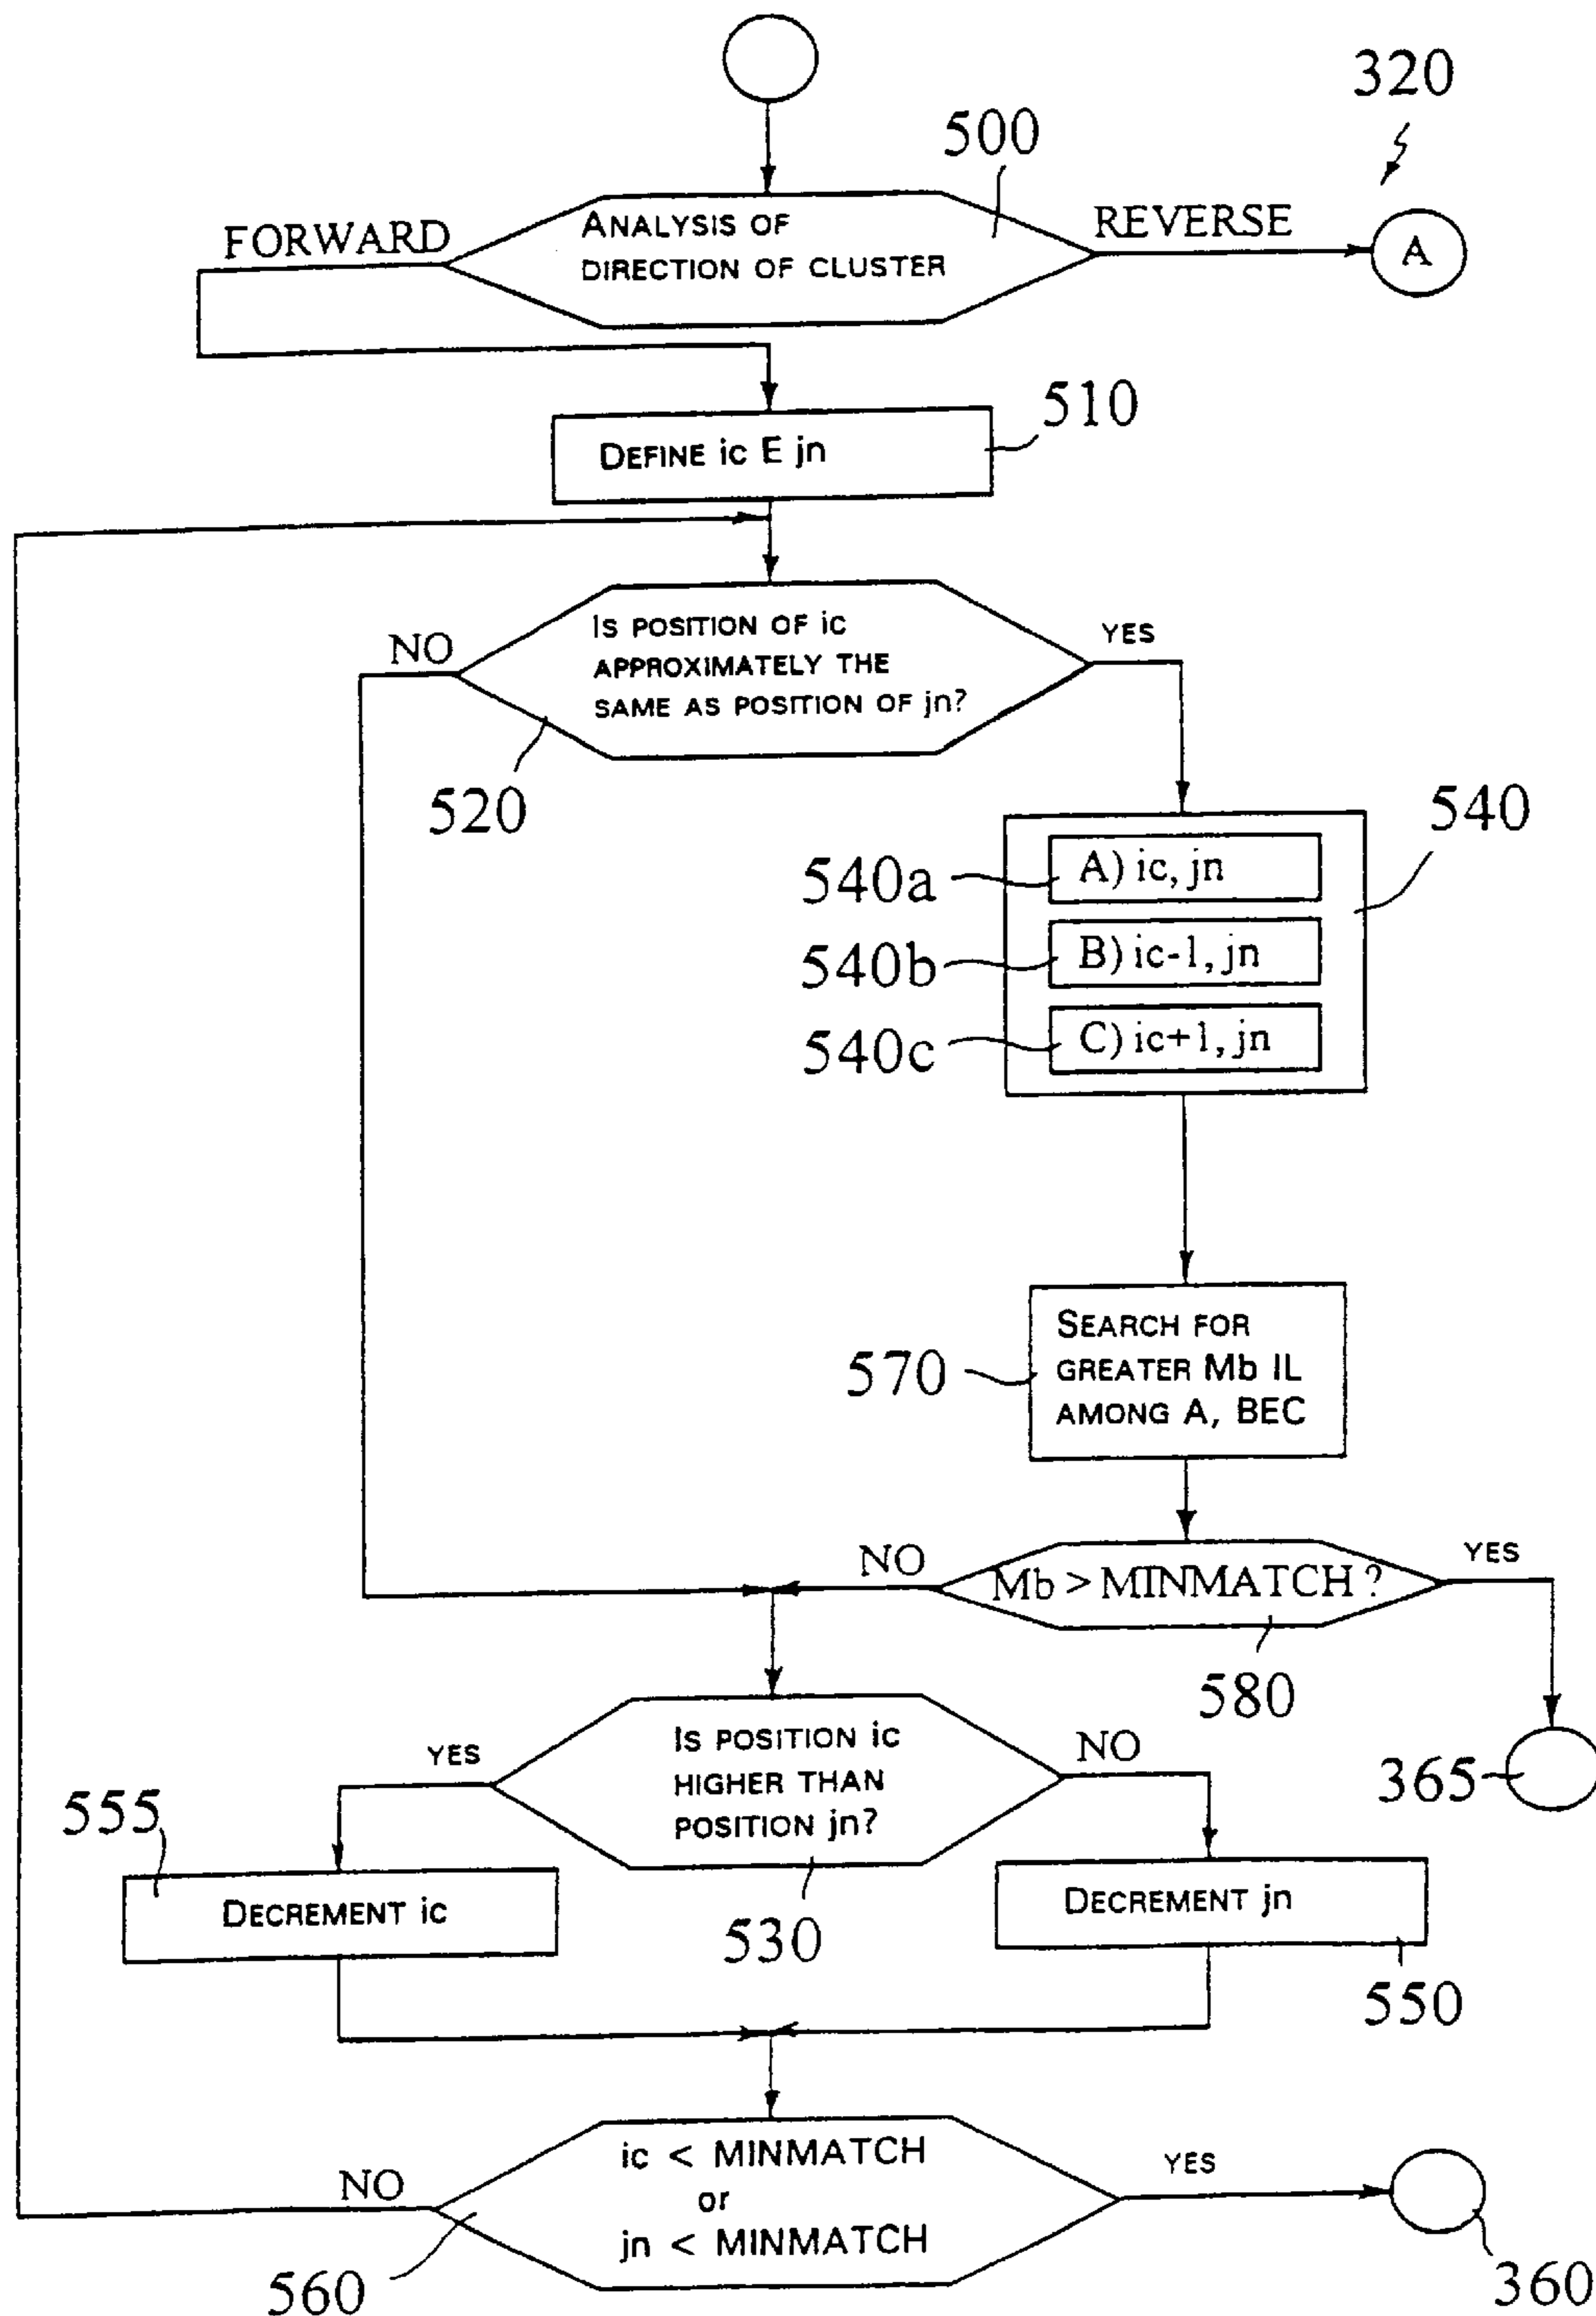 320
500
FORWARD
ANALYSIS OF
DIRECTION OF CLUSTER
REVERSE
A
510
DEFINE ic E jn
NO
IS POSITION OF ic
APPROXIMATELY THE
SAME AS POSITION OF jn?
YES
520
540
540a
A) ic, jn
540b
B) ic-1, jn
540c
C) ic+1, jn
570
SEARCH FOR
GREATER Mb IL
AMONG A, BEC
NO
Mb > MINMATCH ?
YES
580
365
YES
IS POSITION ic
HIGHER THAN
POSITION jn?
NO
555
DECREMENT ic
530
DECREMENT jn
550
NO
ic < MINMATCH
or
jn < MINMATCH
YES
560
360